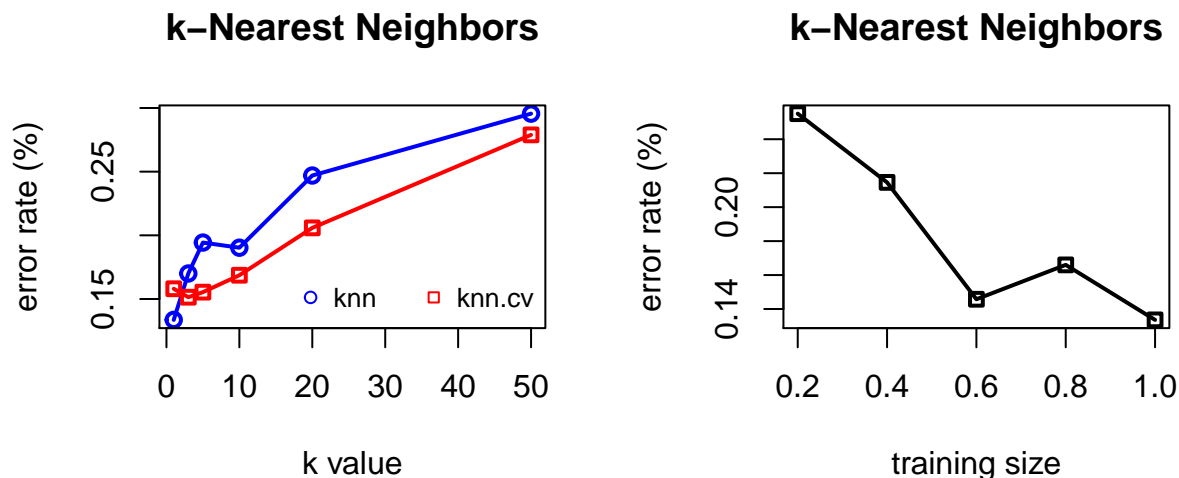 k−Nearest Neighbors
error rate (%)
0.15
0.25
knn
knn.cv
0 10 20 30 40 50
k value
k−Nearest Neighbors
error rate (%)
0.14
0.20
0.2 0.4 0.6 0.8 1.0
training size